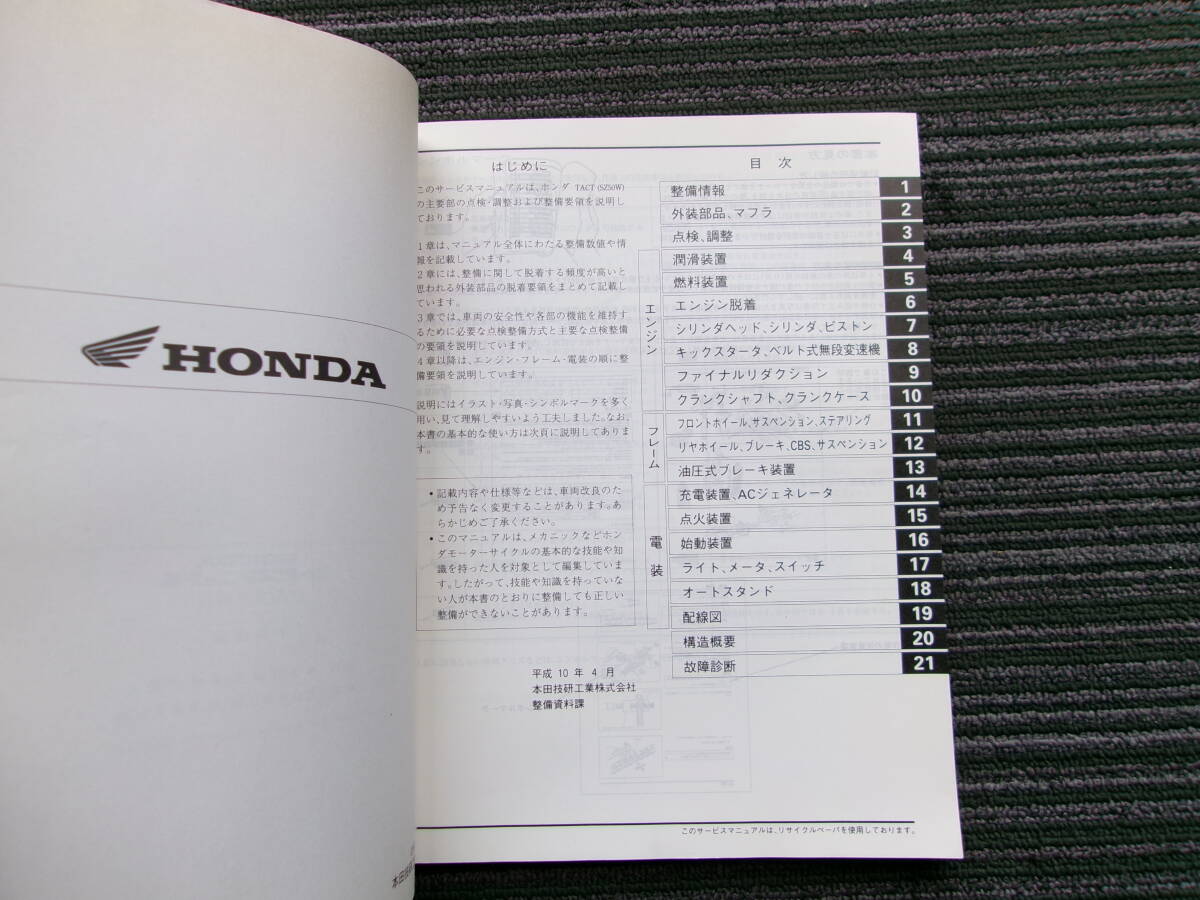 HONDA
本田技
はじめに
このサービスマニュアルは、ホンダ TACT (SZ50W)
の主要部の点検・調整および整備要領を説明し
ております。
1章は、マニュアル全体にわたる整備数値や情
報を記載しています。
2章には、整備に関して脱着する頻度が高いと
思われる外装部品の脱着要領をまとめて記載し
ています。
3章では、車両の安全性や各部の機能を維持す
るために必要な点検整備方式と主要な点検整備
の要領を説明しています。
4章以降は、エンジン・フレーム・電装の順に整
備要領を説明しています。
説明にはイラスト・写真・シンボルマークを多く
用い、見て理解しやすいよう工夫しました。なお、
本書の基本的な使い方は次頁に説明してありま
す。
• 記載内容や仕様等などは、車両改良のた
め予告なく変更することがあります。あ
らかじめご了承ください。
• このマニュアルは、メカニックなどホン
ダモーターサイクルの基本的な技能や知
識を持った人を対象として編集していま
す。したがって、技能や知識を持っていな
い人が本書のとおりに整備しても正しい
整備ができないことがあります。
平成 10 年 4 月
本田技研工業株式会社
整備資料課
目 次
整備情報 1
外装部品、マフラ 2
点検、調整 3
エンジン
潤滑装置 4
燃料装置 5
エンジン脱着 6
シリンダヘッド、シリンダ、ピストン 7
キックスタータ、ベルト式無段変速機 8
ファイナルリダクション 9
クランクシャフト、クランクケース 10
フレーム
フロントホイール、サスペンション、ステアリング 11
リヤホイール、ブレーキ、CBS、サスペンション 12
油圧式ブレーキ装置 13
電装
充電装置、ACジェネレータ 14
点火装置 15
始動装置 16
ライト、メータ、スイッチ 17
オートスタンド 18
配線図 19
構造概要 20
故障診断 21
このサービスマニュアルは、リサイクルペーパを使用しております。